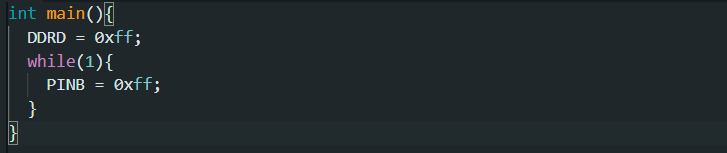 int main(){
DDRD = 0xff;
while(1){
PINB = 0xff;
}
}